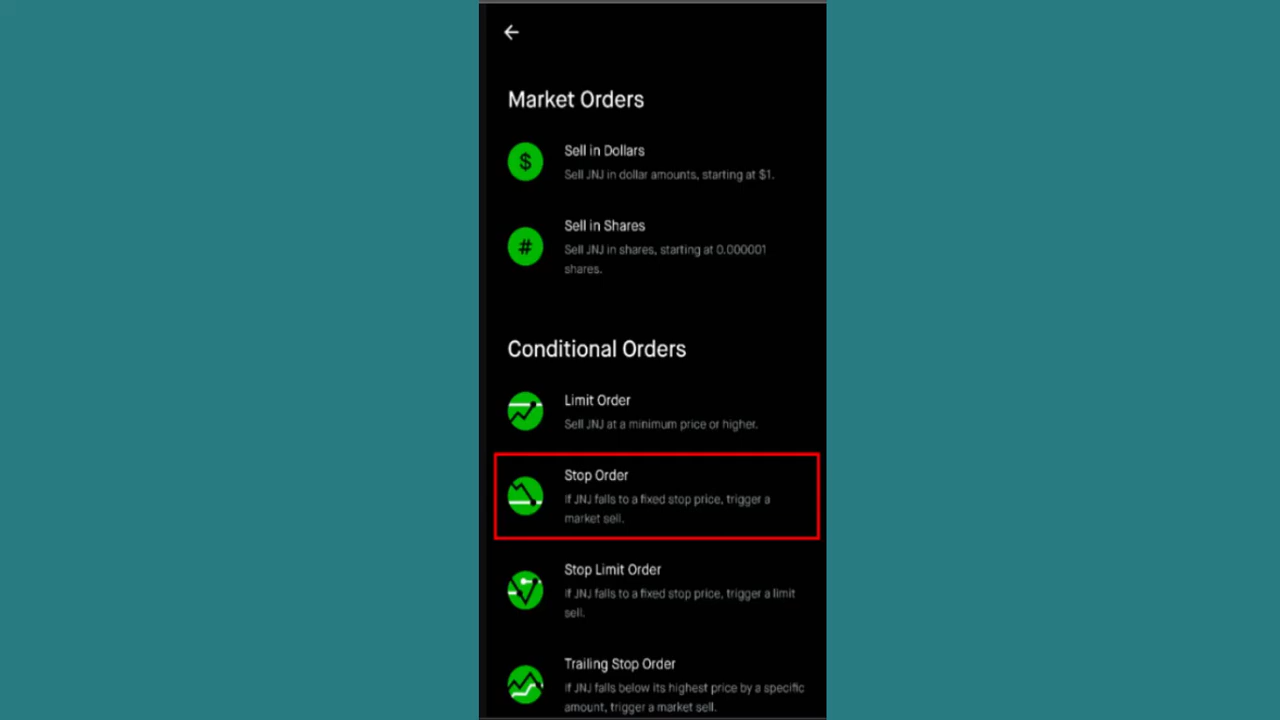 Market Orders
$
Sell in Dollars
Sell JNJ in dollar amounts, starting at $1.
#
Sell in Shares
Sell JNJ in shares, starting at 0.000001
shares.
Conditional Orders
Limit Order
Sell JNJ at a minimum price or higher.
Stop Order
If JNJ falls to a fixed stop price, trigger a
market sell.
Stop Limit Order
If JNJ falls to a fixed stop price, trigger a limit
sell.
Trailing Stop Order
If JNJ falls below its highest price by a specific
amount, trigger a market sell.